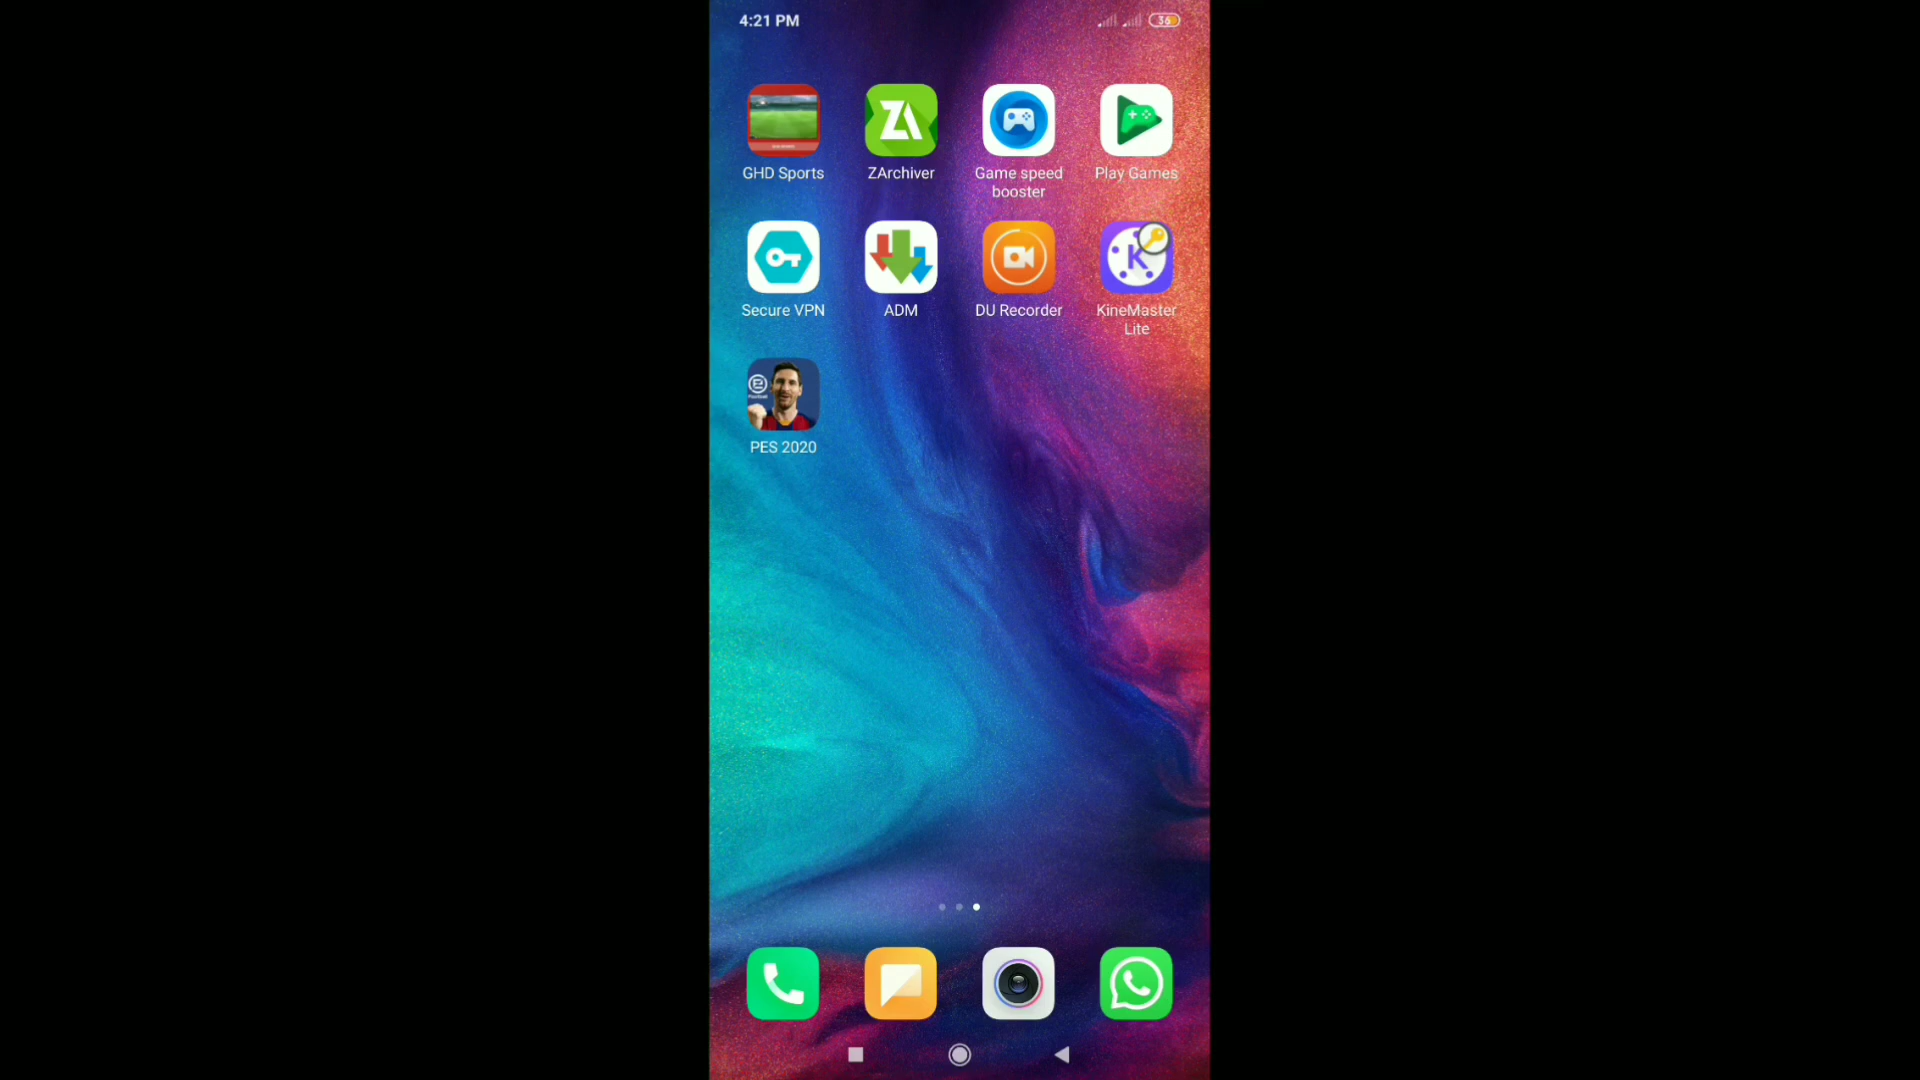 4:21 PM
36
GHD Sports
ZArchiver
Game speed
booster
Play Games
Secure VPN
ADM
DU Recorder
KineMaster
Lite
PES 2020